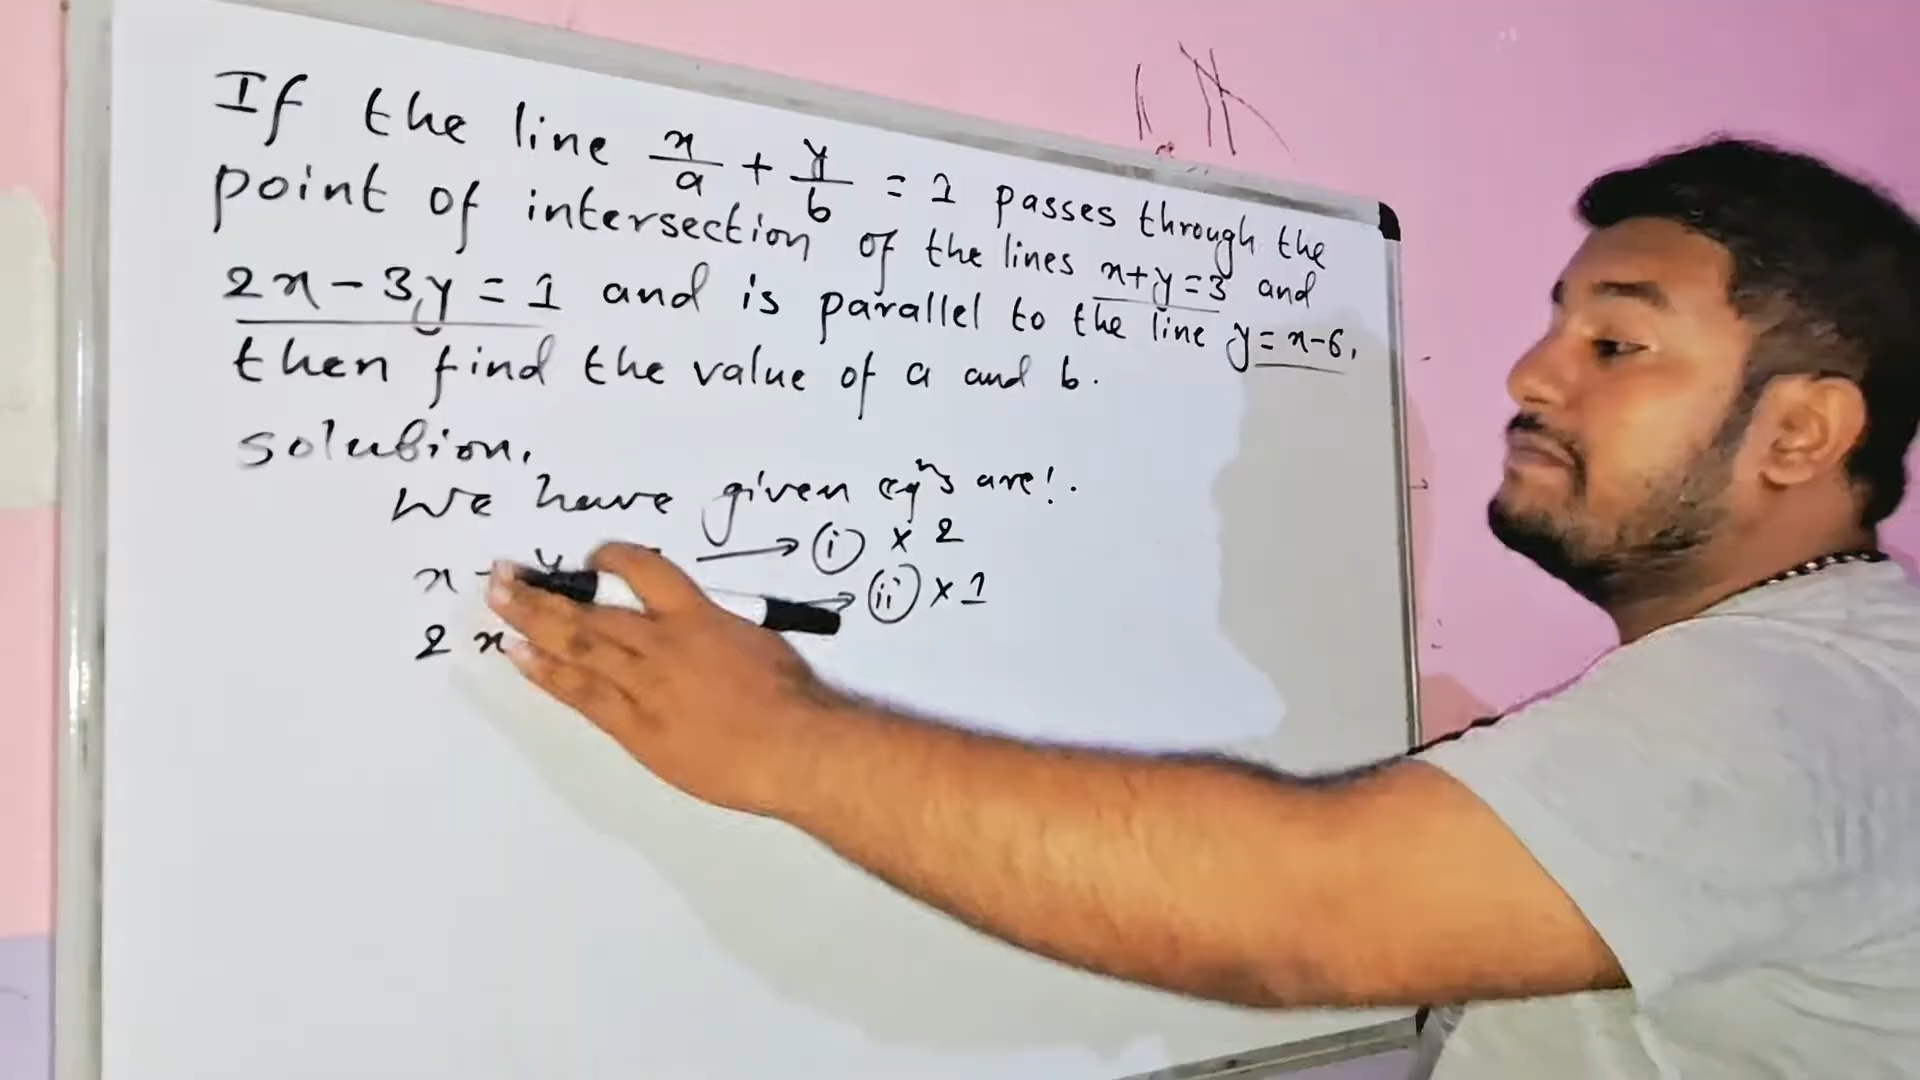 If the line x/a + y/b = 1 passes through the
point of intersection of the lines x+y=3 and
2x-3y=1 and is parallel to the line y=x-6,
then find the value of a and b.
solution.
We have given eqns are!.
x + y → (i) × 2
2x → (ii) × 1